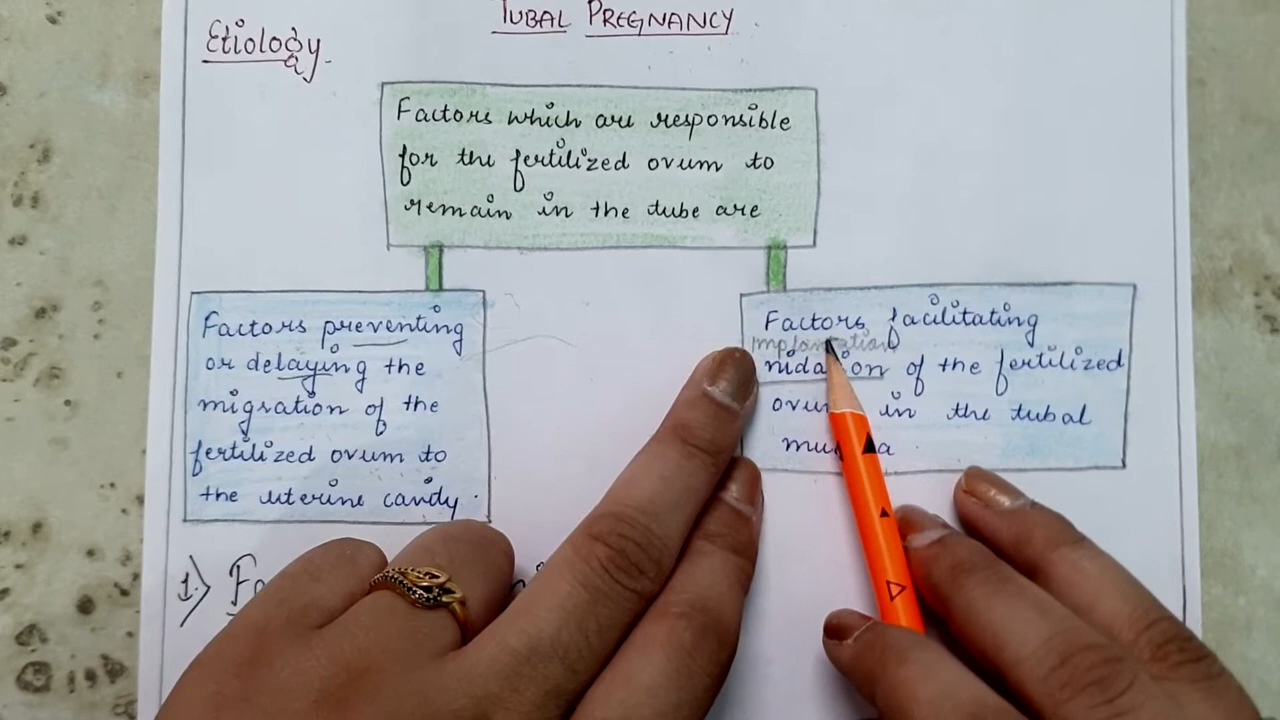 TUBAL PREGNANCY
Etiology.
Factors which are responsible
for the fertilized ovum to
remain in the tube are
Factors preventing
or delaying the
migration of the
fertilized ovum to
the uterine candy.
Factors facilitating
implantation
nidation of the fertilized
in the tubal
1.)